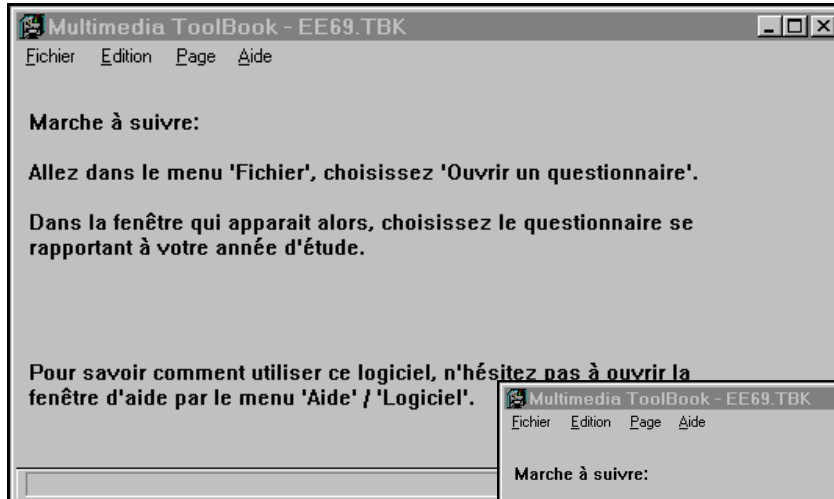 Multimedia ToolBook - EE69.TBK
Fichier Edition Page Aide
Marche à suivre:
Allez dans le menu 'Fichier', choisissez 'Ouvrir un questionnaire'.
Dans la fenêtre qui apparait alors, choisissez le questionnaire se
rapportant à votre année d'étude.
Pour savoir comment utiliser ce logiciel, n'hésitez pas à ouvrir la
fenêtre d'aide par le menu 'Aide' / 'Logiciel'.
Multimedia ToolBook - EE69.TBK
Fichier Edition Page Aide
Marche à suivre: